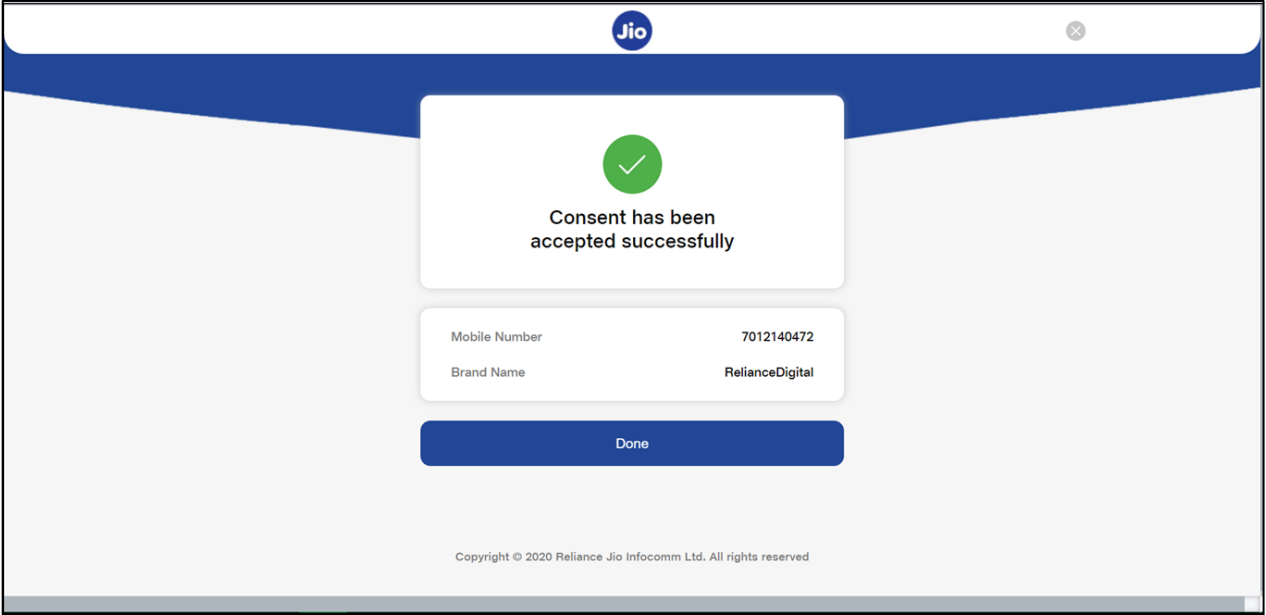 Jio
Consent has been
accepted successfully
Mobile Number 7012140472
Brand Name RelianceDigital
Done
Copyright © 2020 Reliance Jio Infocomm Ltd. All rights reserved